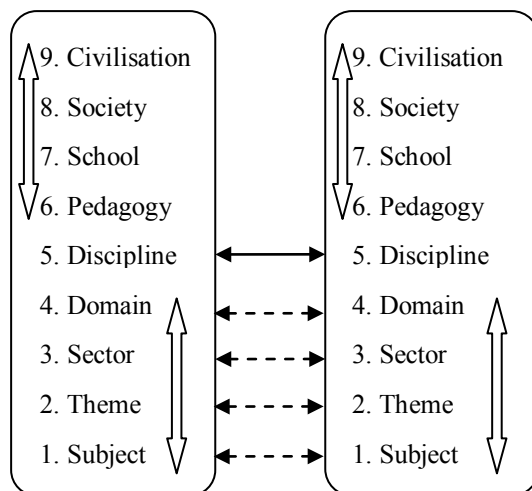 9. Civilisation
8. Society
7. School
6. Pedagogy
5. Discipline
4. Domain
3. Sector
2. Theme
1. Subject
9. Civilisation
8. Society
7. School
6. Pedagogy
5. Discipline
4. Domain
3. Sector
2. Theme
1. Subject